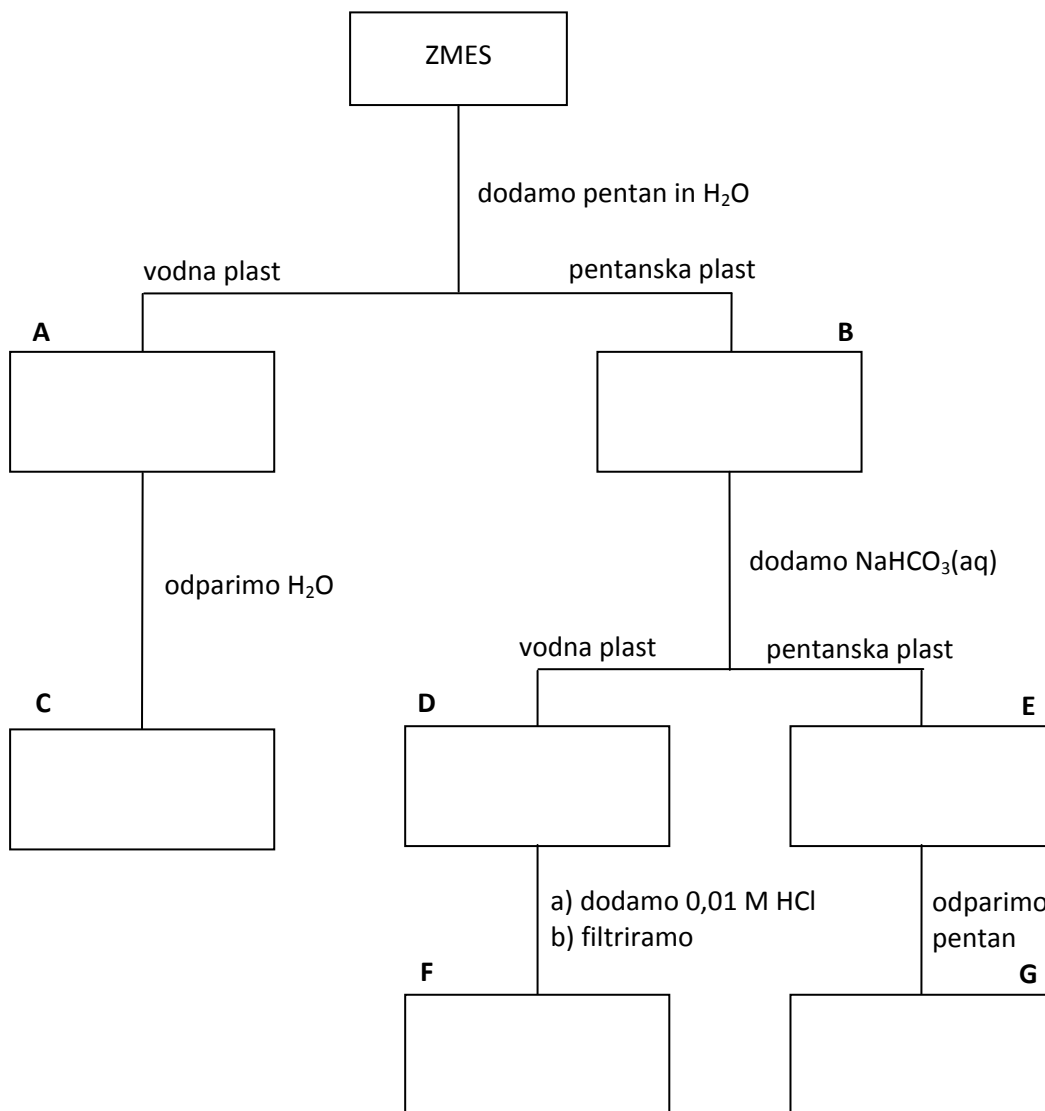 ZMES
dodamo pentan in H₂O
vodna plast
pentanska plast
A
B
odparimo H₂O
dodamo NaHCO₃(aq)
vodna plast
pentanska plast
C
D
E
a) dodamo 0,01 M HCl
b) filtriramo
odparimo
pentan
F
G